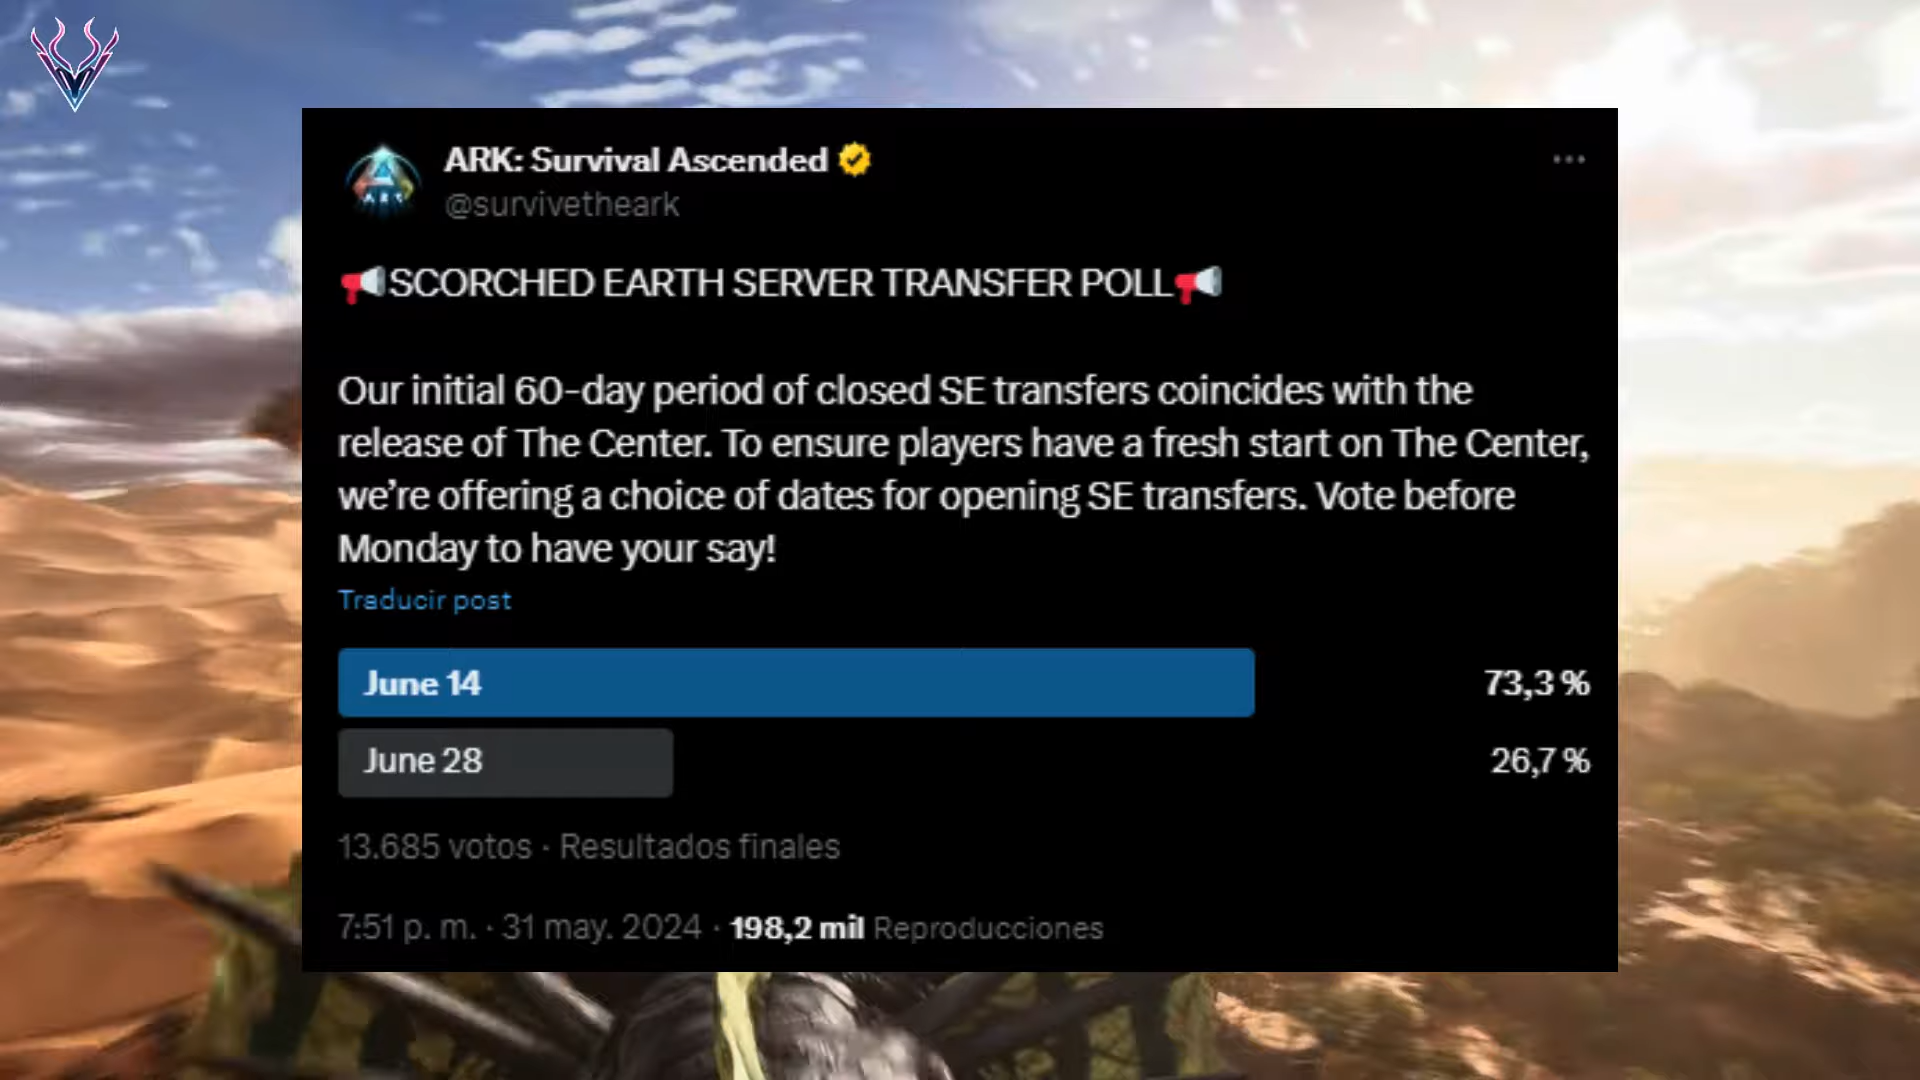 ARK: Survival Ascended
@survivetheark
📢SCORCHED EARTH SERVER TRANSFER POLL📢
Our initial 60-day period of closed SE transfers coincides with the
release of The Center. To ensure players have a fresh start on The Center,
we’re offering a choice of dates for opening SE transfers. Vote before
Monday to have your say!
Traducir post
June 14 73,3 %
June 28 26,7 %
13.685 votos · Resultados finales
7:51 p. m. · 31 may. 2024 · 198,2 mil Reproducciones